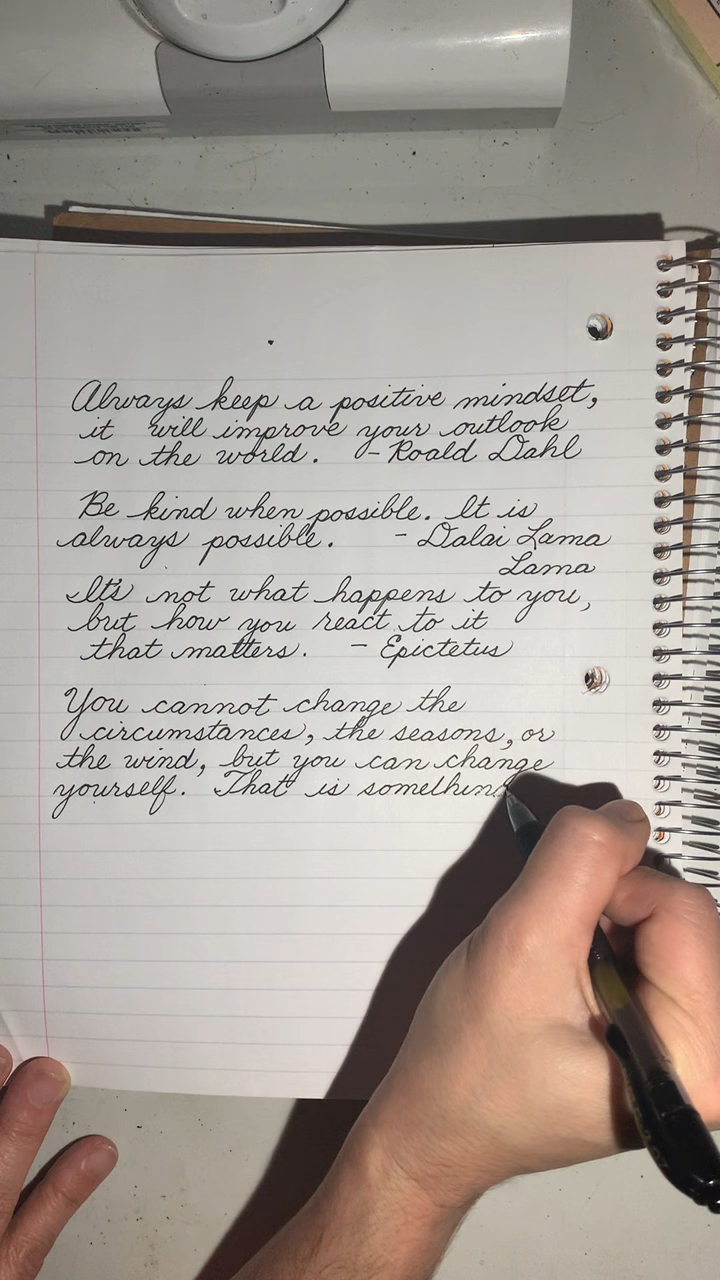 Always keep a positive mindset,
it will improve your outlook
on the world. - Roald Dahl
Be kind when possible. It is
always possible. - Dalai Lama
Lama
It's not what happens to you,
but how you react to it
that matters. - Epictetus
You cannot change the
circumstances, the seasons, or
the wind, but you can change
yourself. That is somethin